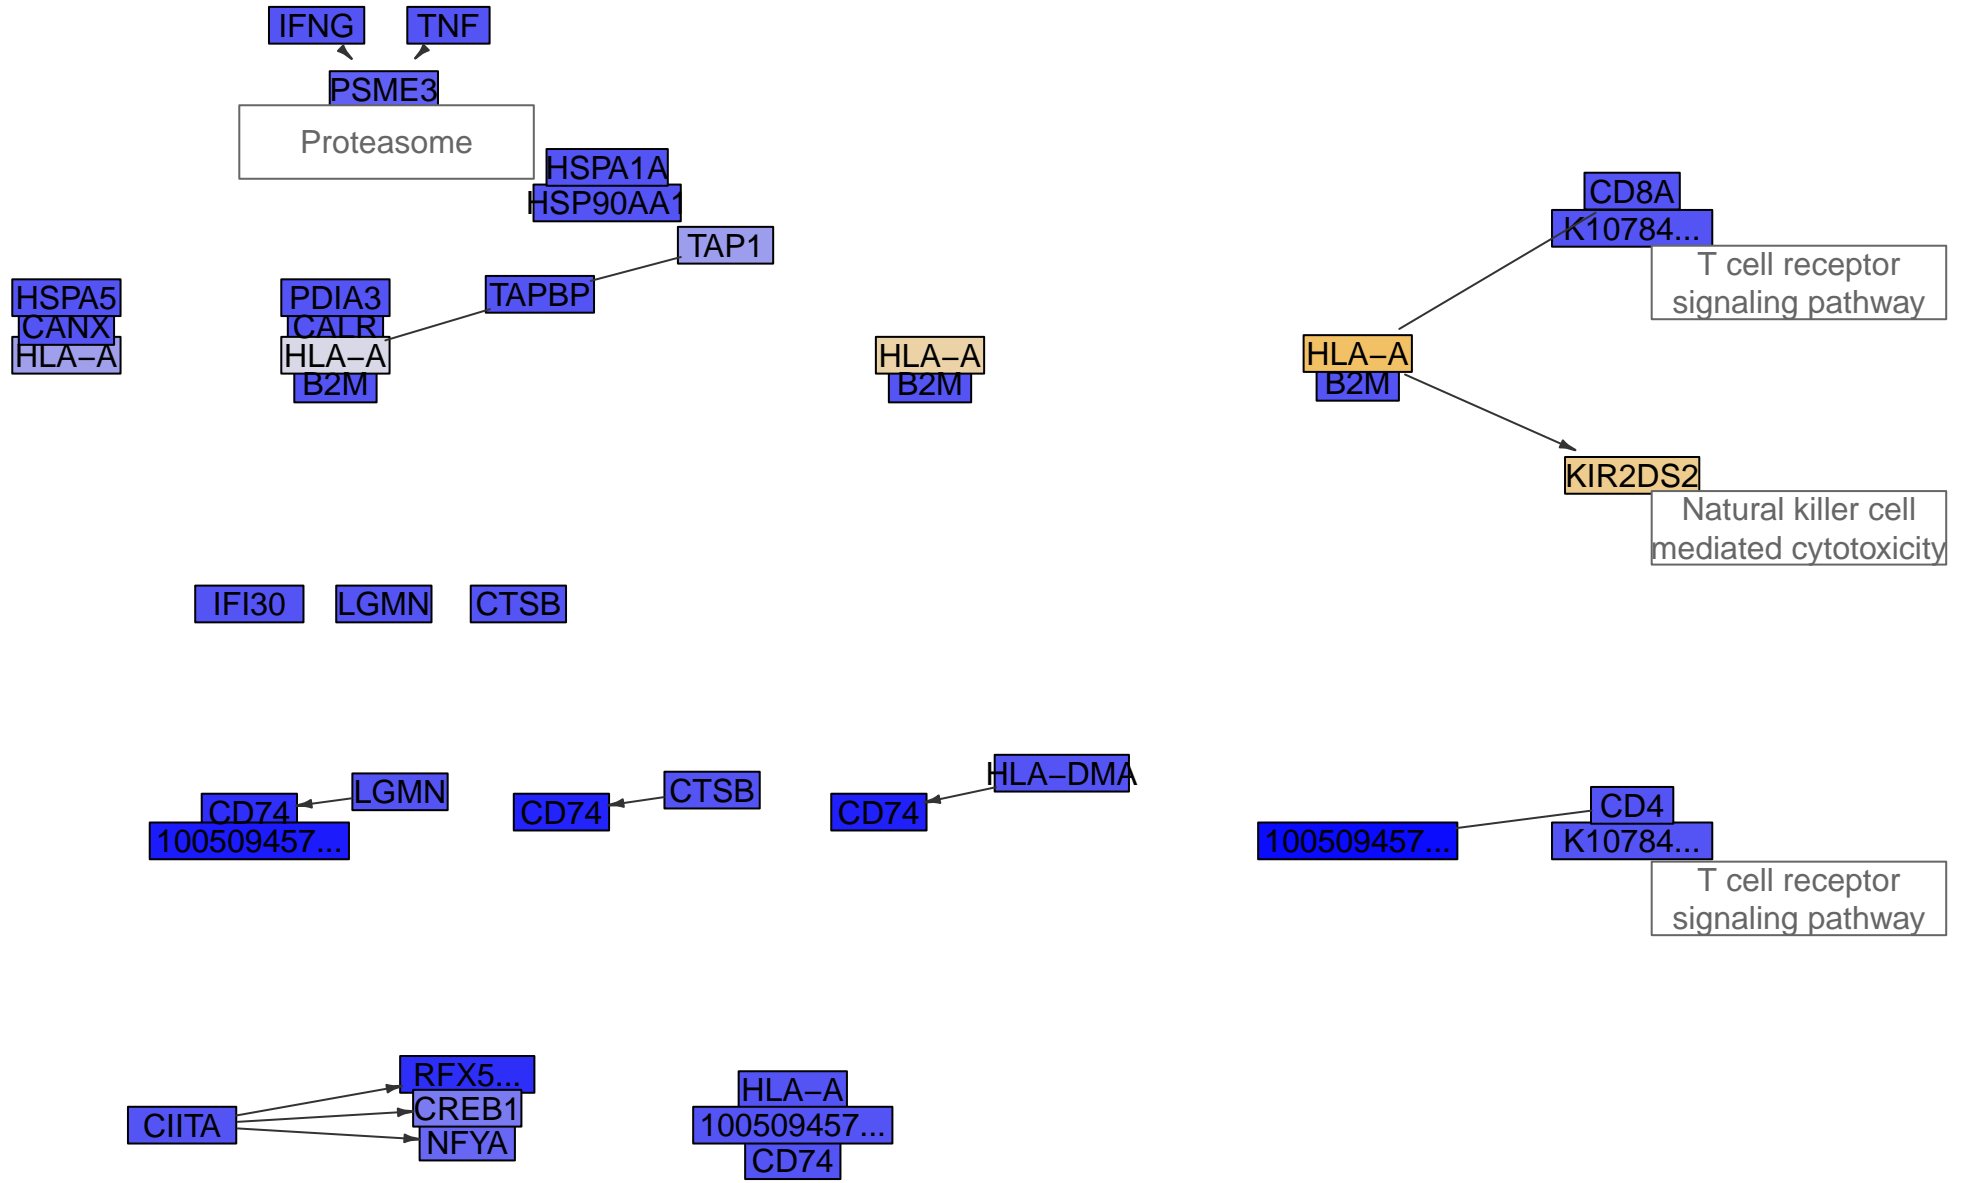 IFNG
TNF
PSME3
Proteasome
HSPA1A
HSP90AA1
TAP1
TAPBP
HSPA5
CANX
HLA−A
PDIA3
CALR
HLA−A
B2M
HLA−A
B2M
CD8A
K10784...
T cell receptor
signaling pathway
HLA−A
B2M
KIR2DS2
Natural killer cell
mediated cytotoxicity
IFI30
LGMN
CTSB
LGMN
CD74
100509457...
CTSB
CD74
HLA−DMA
CD74
CD4
100509457...
K10784...
T cell receptor
signaling pathway
CIITA
RFX5...
CREB1
NFYA
HLA−A
100509457...
CD74